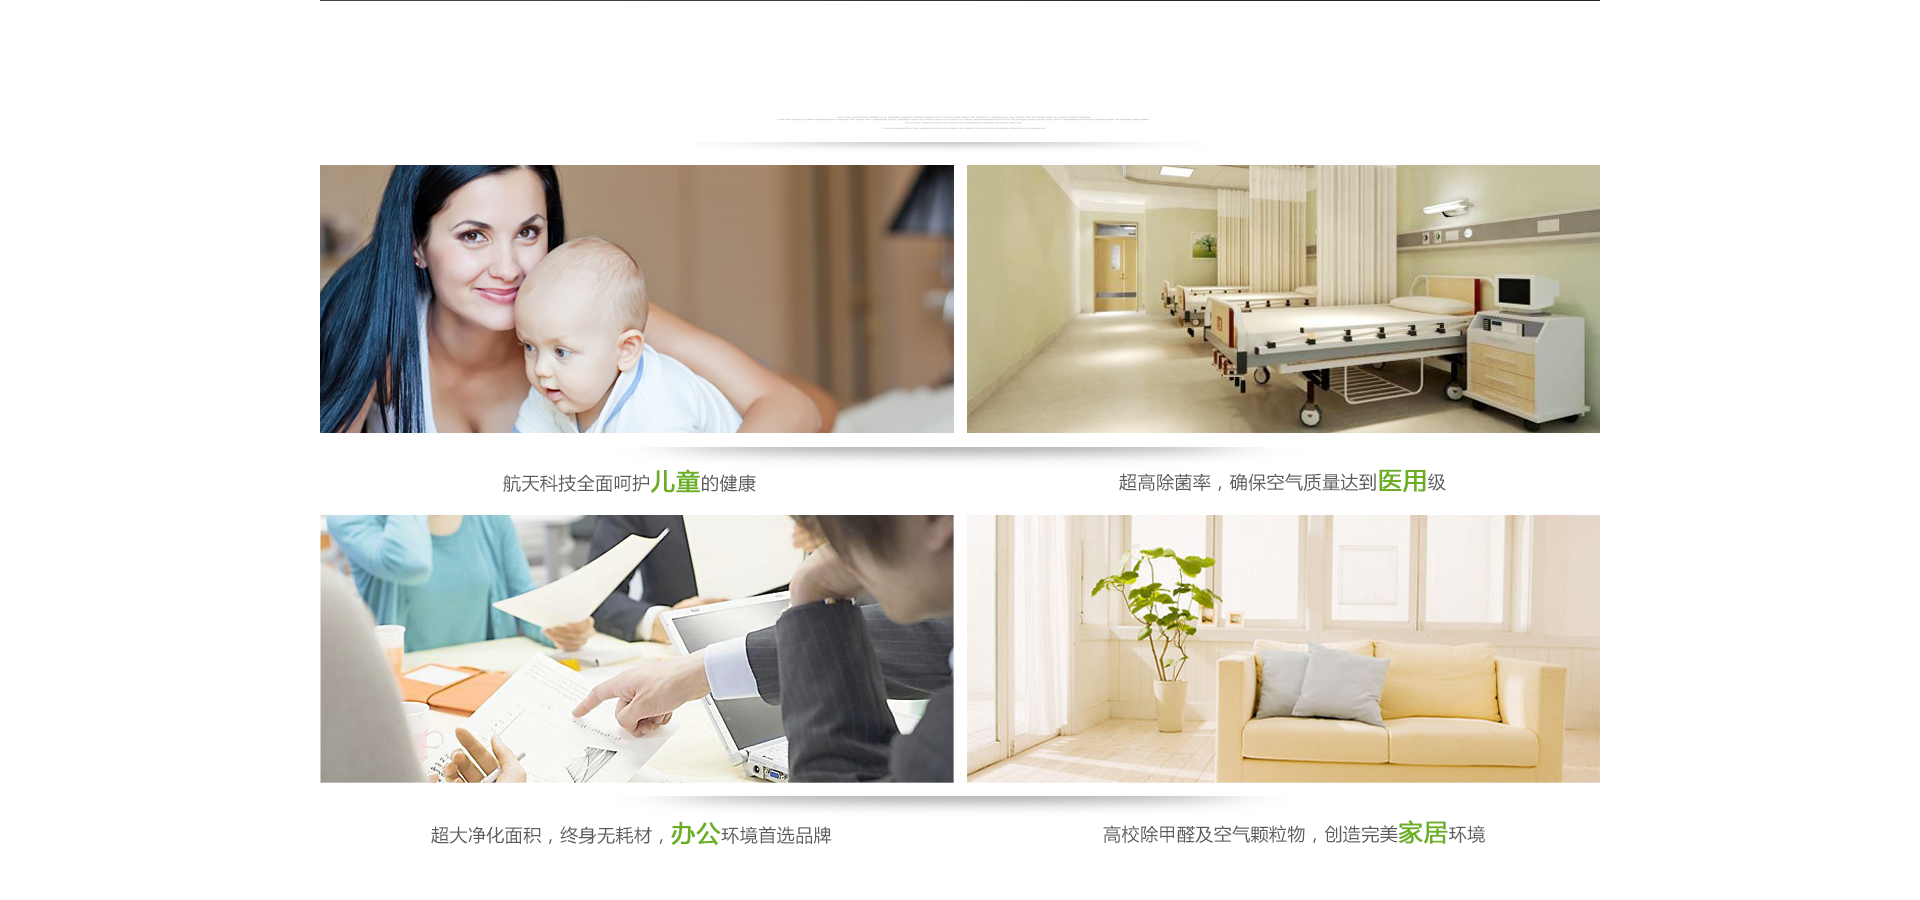 航天科技全面呵护儿童的健康
超高除菌率，确保空气质量达到医用级
超大净化面积，终身无耗材，办公环境首选品牌
高校除甲醛及空气颗粒物，创造完美家居环境